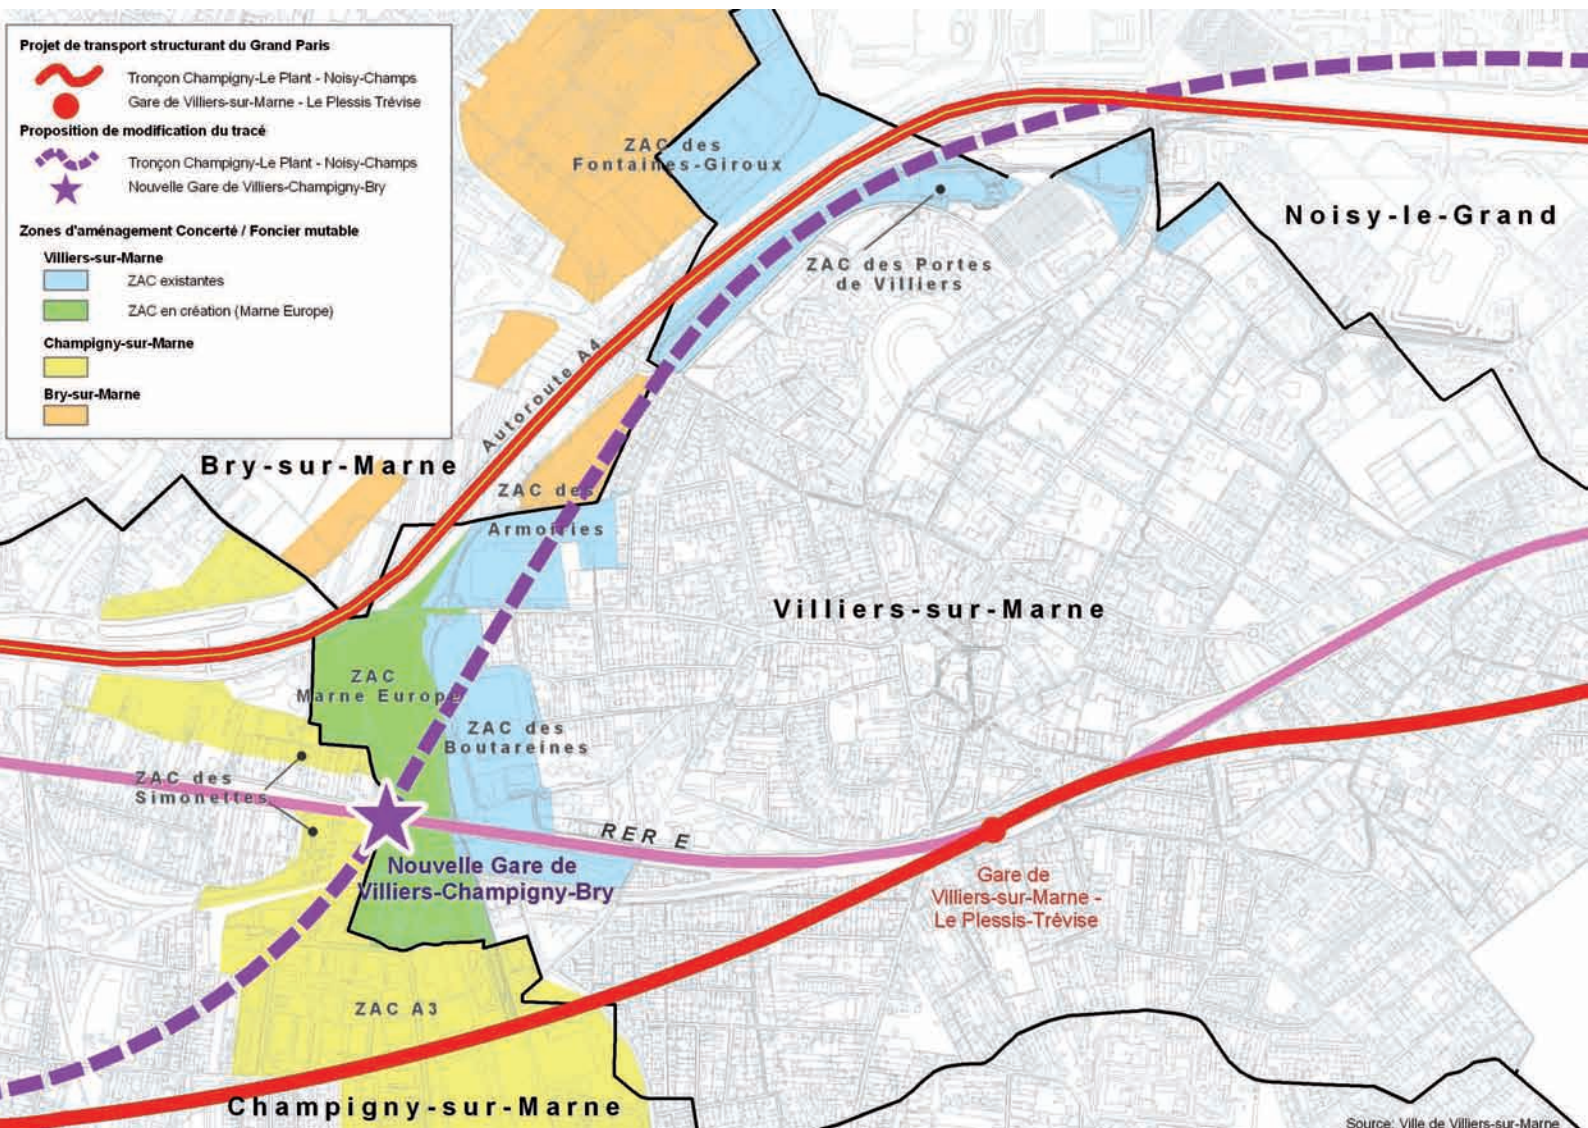 Projet de transport structurant du Grand Paris
Tronçon Champigny-Le Plant - Noisy-Champs
Gare de Villiers-sur-Marne - Le Plessis Trévise
Proposition de modification du tracé
Tronçon Champigny-Le Plant - Noisy-Champs
Nouvelle Gare de Villiers-Champigny-Bry
Zones d'aménagement Concerté / Foncier mutable
Villiers-sur-Marne
ZAC existantes
ZAC en création (Marne Europe)
Champigny-sur-Marne
Bry-sur-Marne
ZAC des
Fontaines-Giroux
Noisy-le-Grand
ZAC des Portes
de Villiers
Autoroute A4
Bry-sur-Marne
ZAC des
Armoiries
Villiers-sur-Marne
ZAC
Marne Europe
ZAC des
Boutareines
ZAC des
Simonettes
RER E
Nouvelle Gare de
Villiers-Champigny-Bry
Gare de
Villiers-sur-Marne -
Le Plessis-Trévise
ZAC A3
Champigny-sur-Marne
Source: Ville de Villiers-sur-Marne